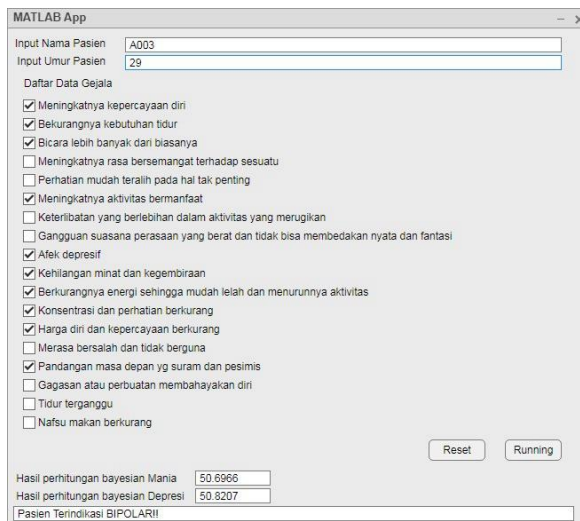 MATLAB App
Input Nama Pasien A003
Input Umur Pasien 29
Daftar Data Gejala
Meningkatnya kepercayaan diri
Bekurangnya kebutuhan tidur
Bicara lebih banyak dari biasanya
Meningkatnya rasa bersemangat terhadap sesuatu
Perhatian mudah teralih pada hal tak penting
Meningkatnya aktivitas bermanfaat
Keterlibatan yang berlebihan dalam aktivitas yang merugikan
Gangguan suasana perasaan yang berat dan tidak bisa membedakan nyata dan fantasi
Afek depresif
Kehilangan minat dan kegembiraan
Berkurangnya energi sehingga mudah lelah dan menurunnya aktivitas
Konsentrasi dan perhatian berkurang
Harga diri dan kepercayaan berkurang
Merasa bersalah dan tidak berguna
Pandangan masa depan yg suram dan pesimis
Gagasan atau perbuatan membahayakan diri
Tidur terganggu
Nafsu makan berkurang
Reset Running
Hasil perhitungan bayesian Mania 50.6966
Hasil perhitungan bayesian Depresi 50.8207
Pasien Terindikasi BIPOLAR!!